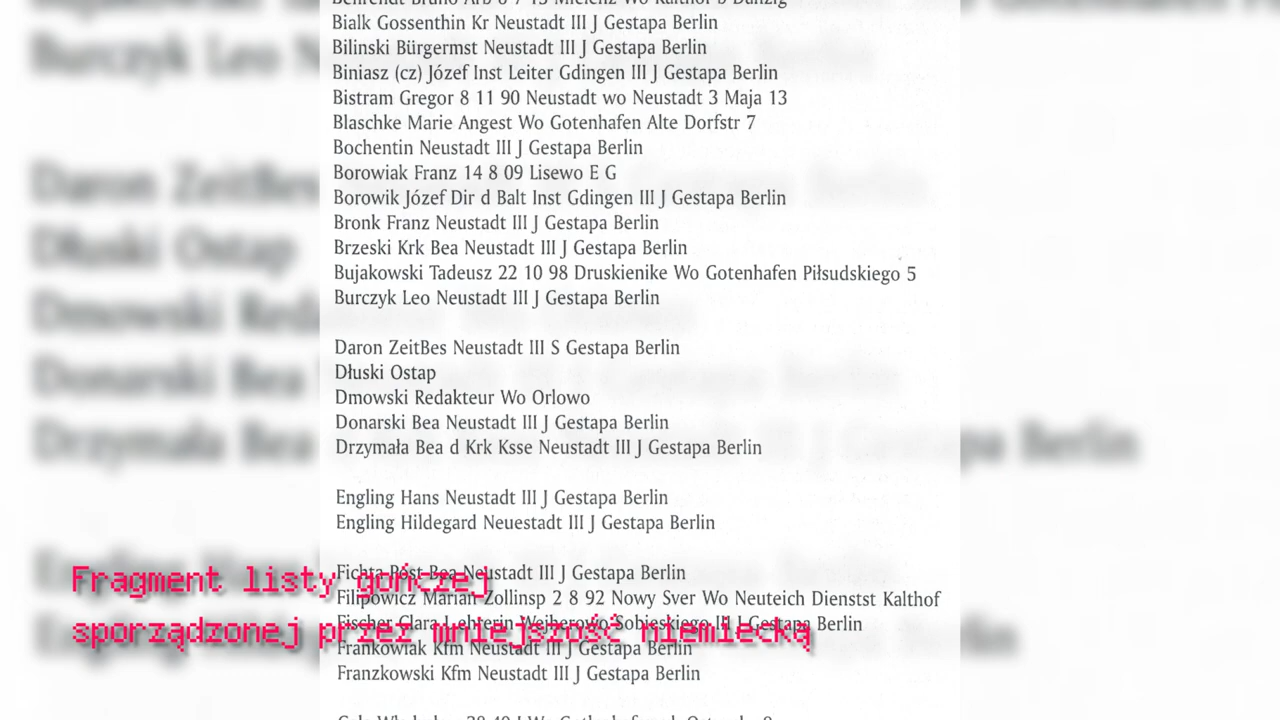 Bialk Gossenthin Kr Neustadt III J Gestapa Berlin
Bilinski Bürgermst Neustadt III J Gestapa Berlin
Biniasz (cz) Józef Inst Leiter Gdingen III J Gestapa Berlin
Bistram Gregor 8 11 90 Neustadt wo Neustadt 3 Maja 13
Blaschke Marie Angest Wo Gotenhafen Alte Dorfstr 7
Bochentin Neustadt III J Gestapa Berlin
Borowiak Franz 14 8 09 Lisewo E G
Borowik Józef Dir d Balt Inst Gdingen III J Gestapa Berlin
Bronk Franz Neustadt III J Gestapa Berlin
Brzeski Krk Bea Neustadt III J Gestapa Berlin
Bujakowski Tadeusz 22 10 98 Druskienike Wo Gotenhafen Piłsudskiego 5
Burczyk Leo Neustadt III J Gestapa Berlin
Daron ZeitBes Neustadt III S Gestapa Berlin
Dłuski Ostap
Dmowski Redakteur Wo Orlowo
Donarski Bea Neustadt III J Gestapa Berlin
Drzymała Bea d Krk Ksse Neustadt III J Gestapa Berlin
Engling Hans Neustadt III J Gestapa Berlin
Engling Hildegard Neuestadt III J Gestapa Berlin
Fichta Post Bea Neustadt III J Gestapa Berlin
Fragment listy gończej
Filipowicz Marian Zollinsp 2 8 92 Nowy Sver Wo Neuteich Dienstst Kalthof
Fischer Clara Lehrerin Wejherowo Sobieskiego III J Gestapa Berlin
sporządzonej przez mniejszość niemiecką
Frankowiak Kfm Neustadt III J Gestapa Berlin
Franzkowski Kfm Neustadt III J Gestapa Berlin